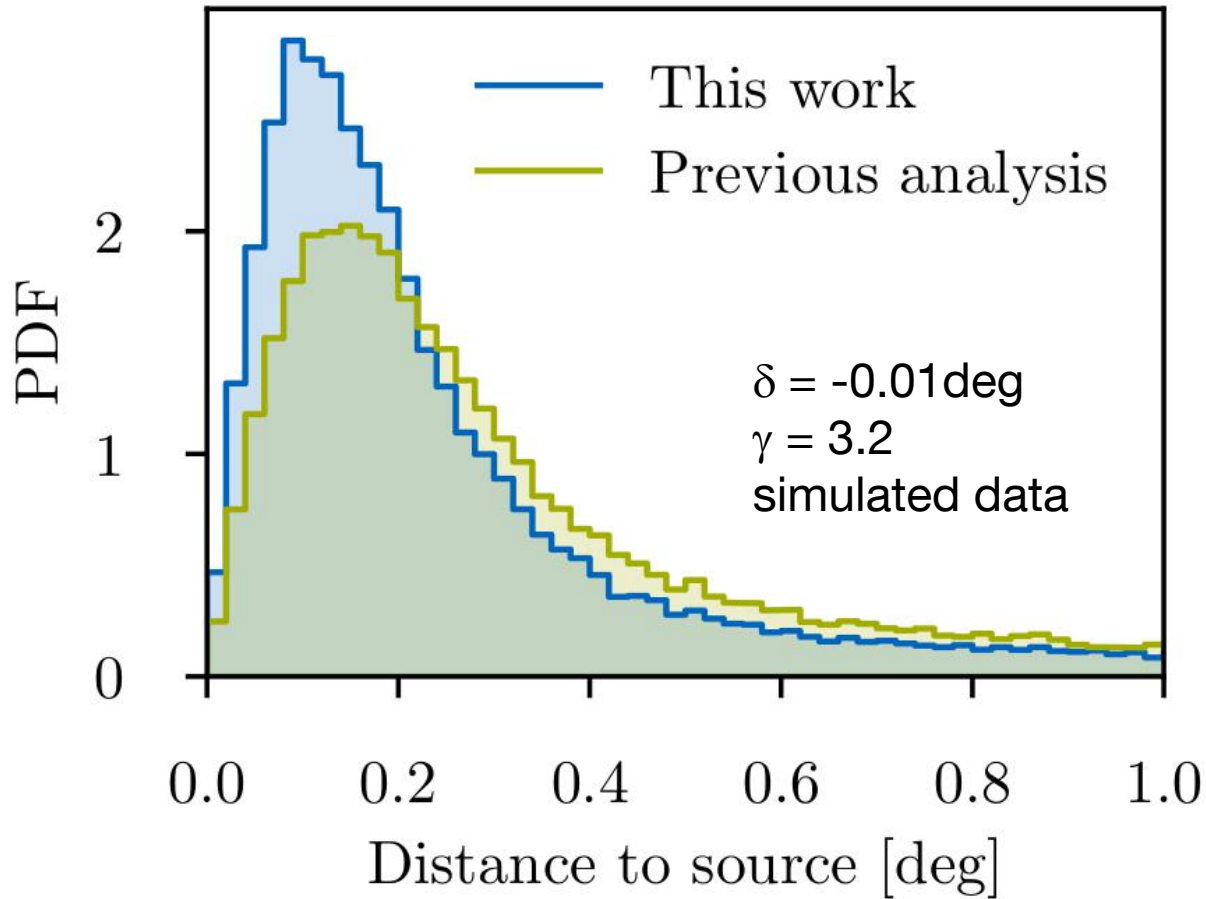 This work
Previous analysis
δ = -0.01deg
γ = 3.2
simulated data
PDF
2
1
0
0.0 0.2 0.4 0.6 0.8 1.0
Distance to source [deg]